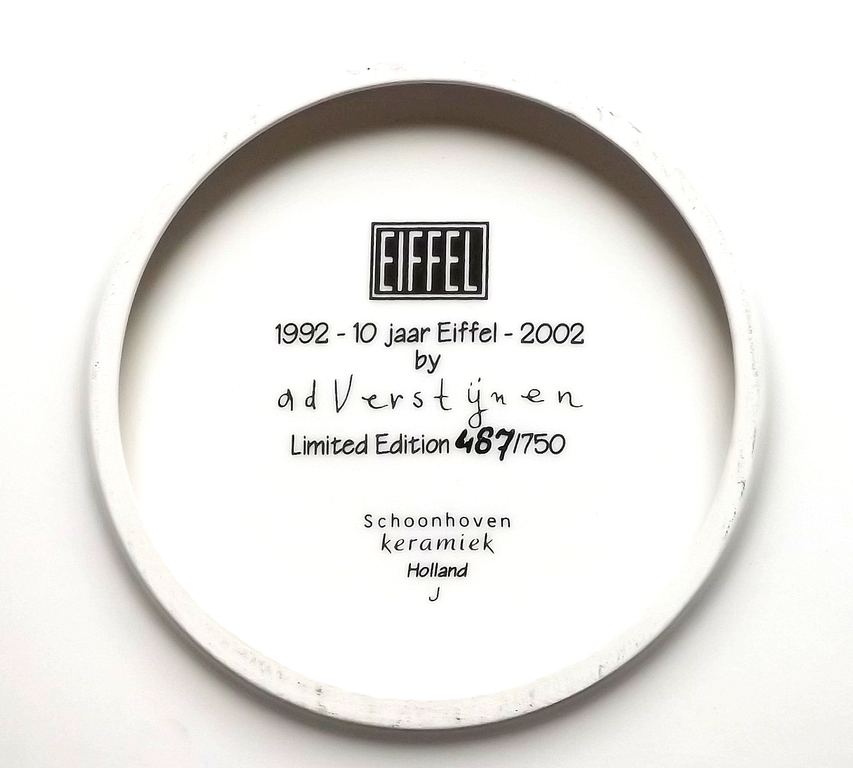 EIFFEL
1992 - 10 jaar Eiffel - 2002
by
ad Verstijnen
Limited Edition 487/750
Schoonhoven
keramiek
Holland
J